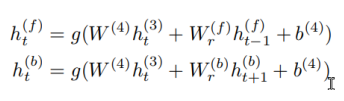 h_t^{(f)} = g(W^{(4)}h_t^{(3)} + W_r^{(f)}h_{t-1}^{(f)} + b^{(4)})
h_t^{(b)} = g(W^{(4)}h_t^{(3)} + W_r^{(b)}h_{t+1}^{(b)} + b^{(4)})